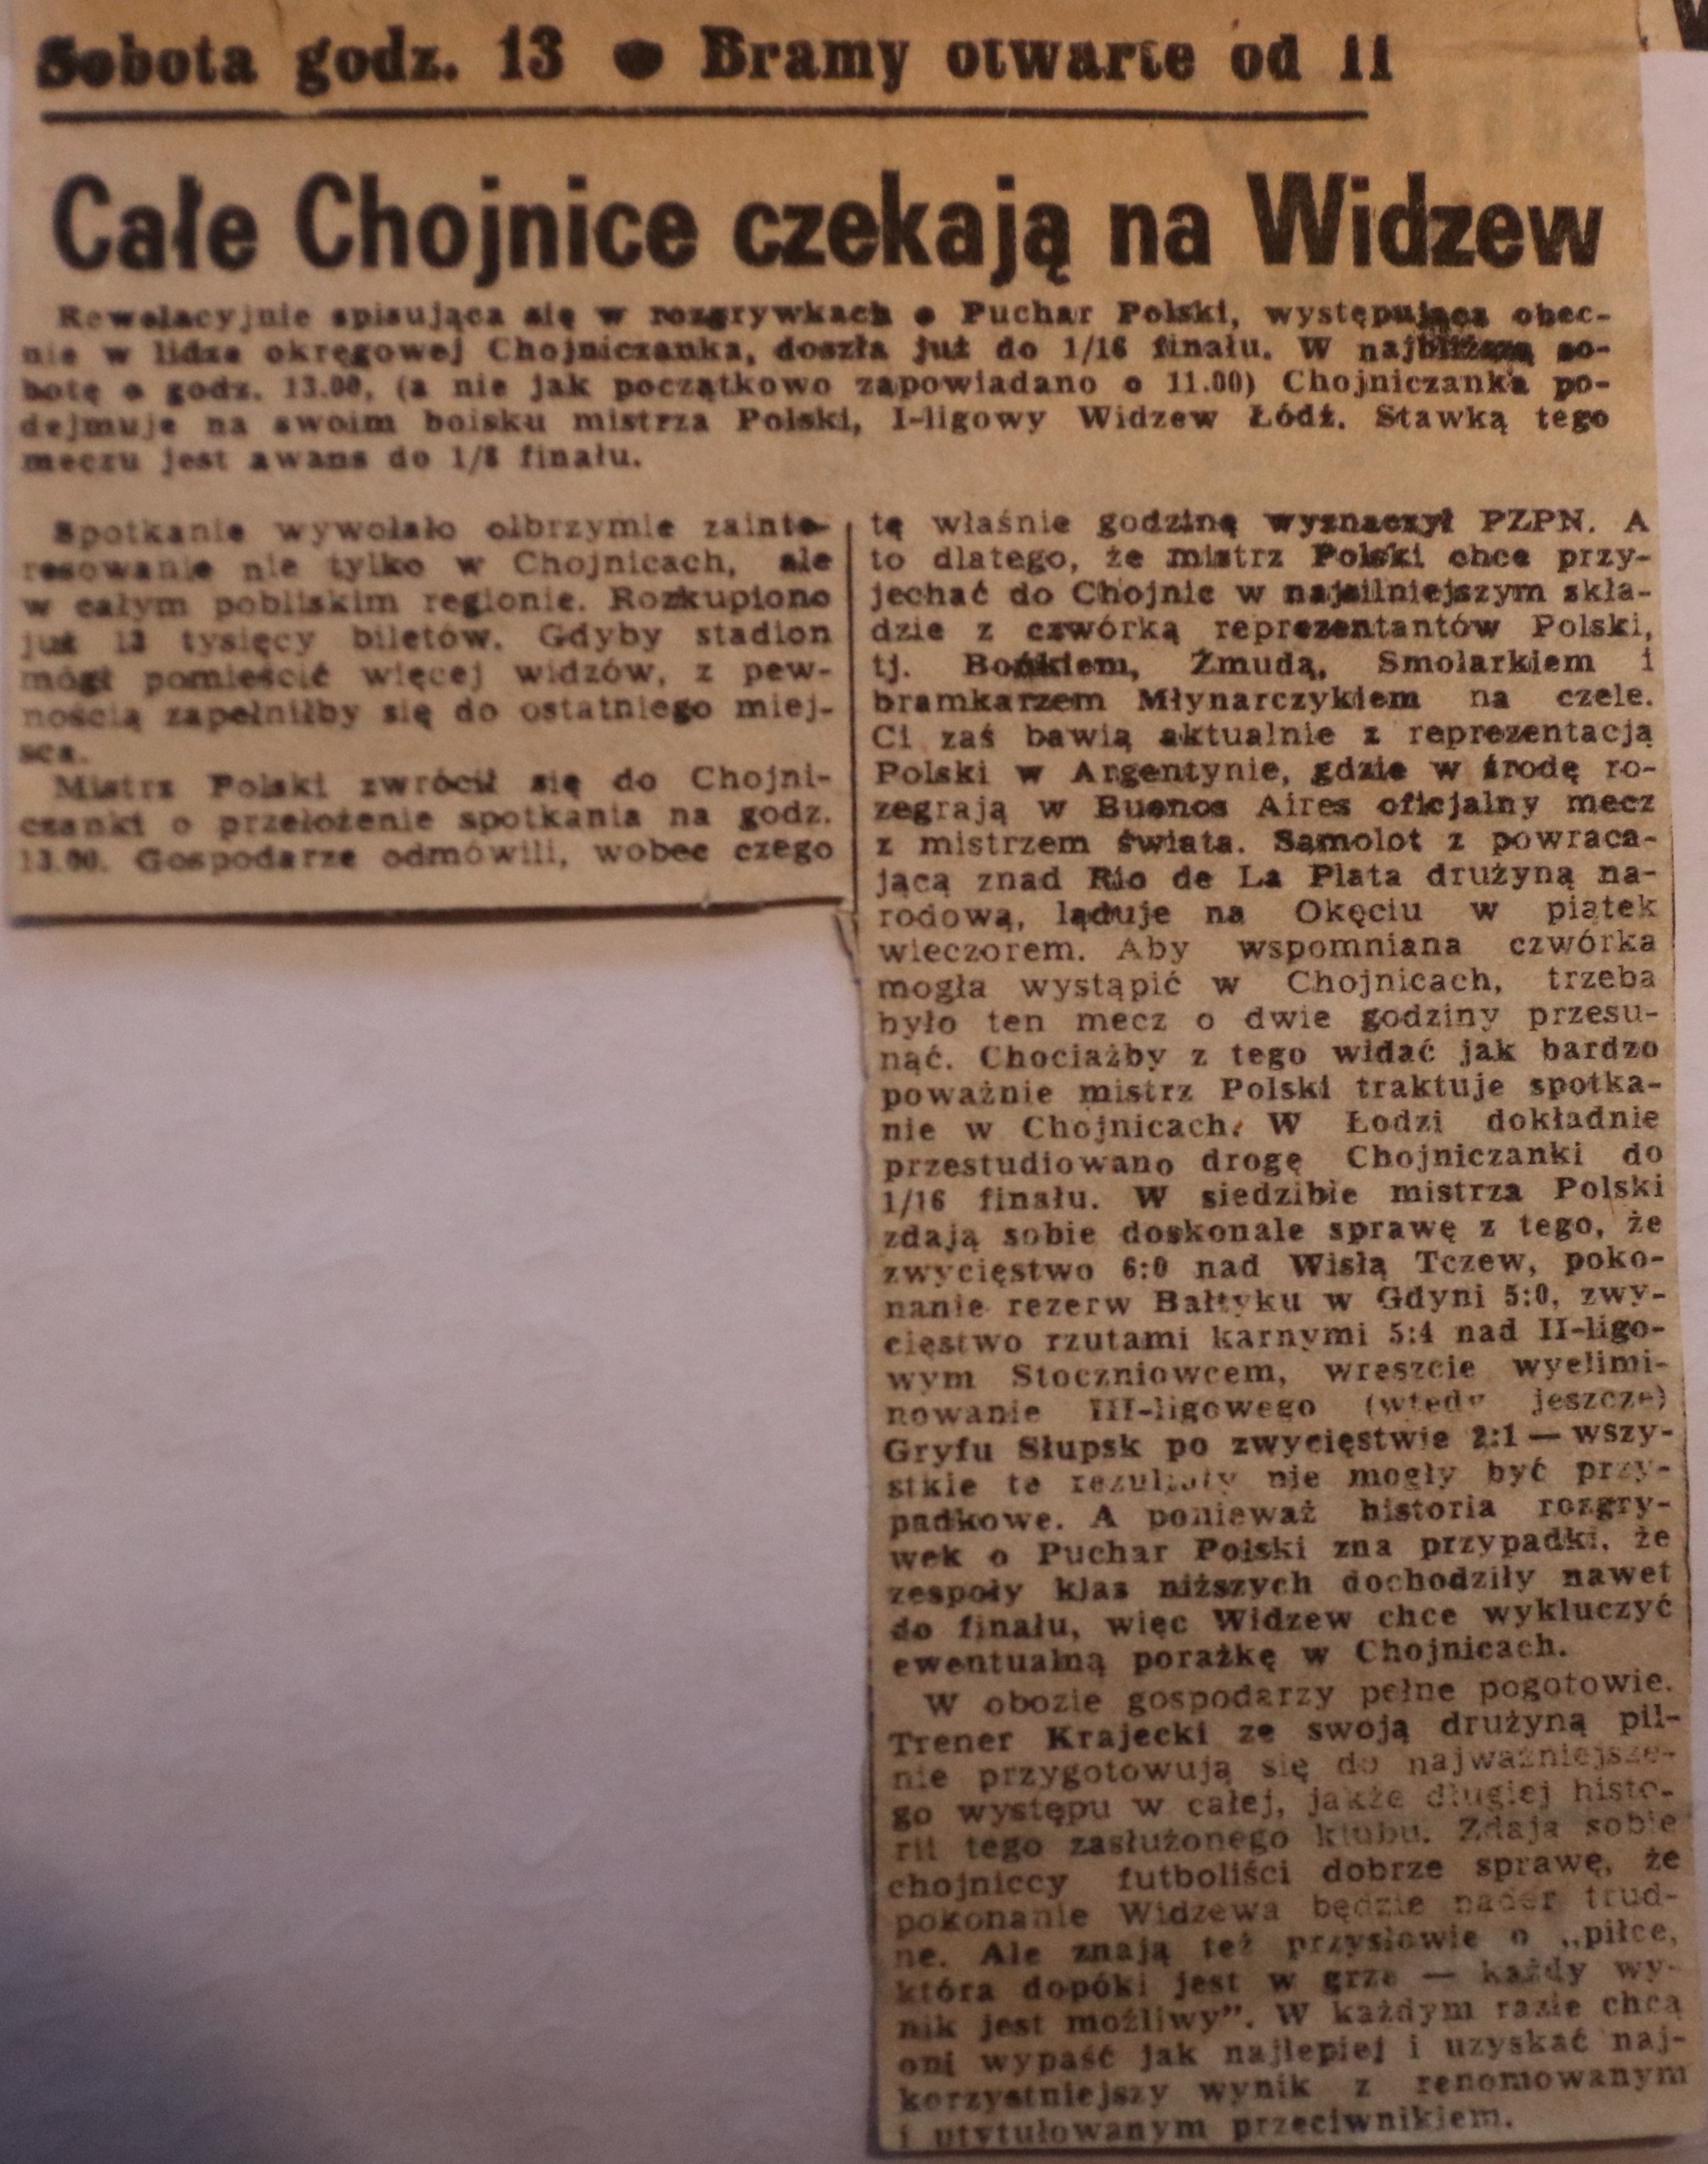 Sobota godz. 13 ● Bramy otwarte od 11
Całe Chojnice czekają na Widzew
Rewelacyjnie spisująca się w rozgrywkach o Puchar Polski, występująca obec-
nie w lidze okręgowej Chojniczanka, doszła już do 1/16 finału. W najbliższą so-
botę o godz. 13.00, (a nie jak początkowo zapowiadano o 11.00) Chojniczanka po-
dejmuje na swoim boisku mistrza Polski, I-ligowy Widzew Łódź. Stawką tego
meczu jest awans do 1/8 finału.
Spotkanie wywołało olbrzymie zainte-
resowanie nie tylko w Chojnicach, ale
w całym pobliskim regionie. Rozkupiono
już 13 tysięcy biletów. Gdyby stadion
mógł pomieścić więcej widzów, z pew-
nością zapełniłby się do ostatniego miej-
sca.
Mistrz Polski zwrócił się do Chojni-
czanki o przełożenie spotkania na godz.
13.00. Gospodarze odmówili, wobec czego
tę właśnie godzinę wyznaczył PZPN. A
to dlatego, że mistrz Polski chce przy-
jechać do Chojnic w najsilniejszym skła-
dzie z czwórką reprezentantów Polski,
tj. Bońkiem, Żmudą, Smolarkiem i
bramkarzem Młynarczykiem na czele.
Ci zaś bawią aktualnie z reprezentacją
Polski w Argentynie, gdzie w środę ro-
zegrają w Buenos Aires oficjalny mecz
z mistrzem świata. Samolot z powraca-
jącą znad Rio de La Plata drużyną na-
rodową, ląduje na Okęciu w piątek
wieczorem. Aby wspomniana czwórka
mogła wystąpić w Chojnicach, trzeba
było ten mecz o dwie godziny przesu-
nąć. Chociażby z tego widać jak bardzo
poważnie mistrz Polski traktuje spotka-
nie w Chojnicach. W Łodzi dokładnie
przestudiowano drogę Chojniczanki do
1/16 finału. W siedzibie mistrza Polski
zdają sobie doskonale sprawę z tego, że
zwycięstwo 6:0 nad Wisłą Tczew, poko-
nanie rezerw Bałtyku w Gdyni 5:0, zwy-
cięstwo rzutami karnymi 5:4 nad II-ligo-
wym Stoczniowcem, wreszcie wyelimi-
nowanie III-ligowego (wtedy jeszcze)
Gryfu Słupsk po zwycięstwie 2:1 — wszy-
stkie te rezultaty nie mogły być przy-
padkowe. A ponieważ historia rozgry-
wek o Puchar Polski zna przypadki, że
zespoły klas niższych dochodziły nawet
do finału, więc Widzew chce wykluczyć
ewentualną porażkę w Chojnicach.
W obozie gospodarzy pełne pogotowie.
Trener Krajecki ze swoją drużyną pil-
nie przygotowują się do najważniejsze-
go występu w całej, jakże długiej histo-
rii tego zasłużonego klubu. Zdają sobie
chojniccy futboliści dobrze sprawę, że
pokonanie Widzewa będzie nader trud-
ne. Ale znają też przysłowie o „piłce,
która dopóki jest w grze — każdy wy-
nik jest możliwy”. W każdym razie chcą
oni wypaść jak najlepiej i uzyskać naj-
korzystniejszy wynik z renomowanym
i utytułowanym przeciwnikiem.